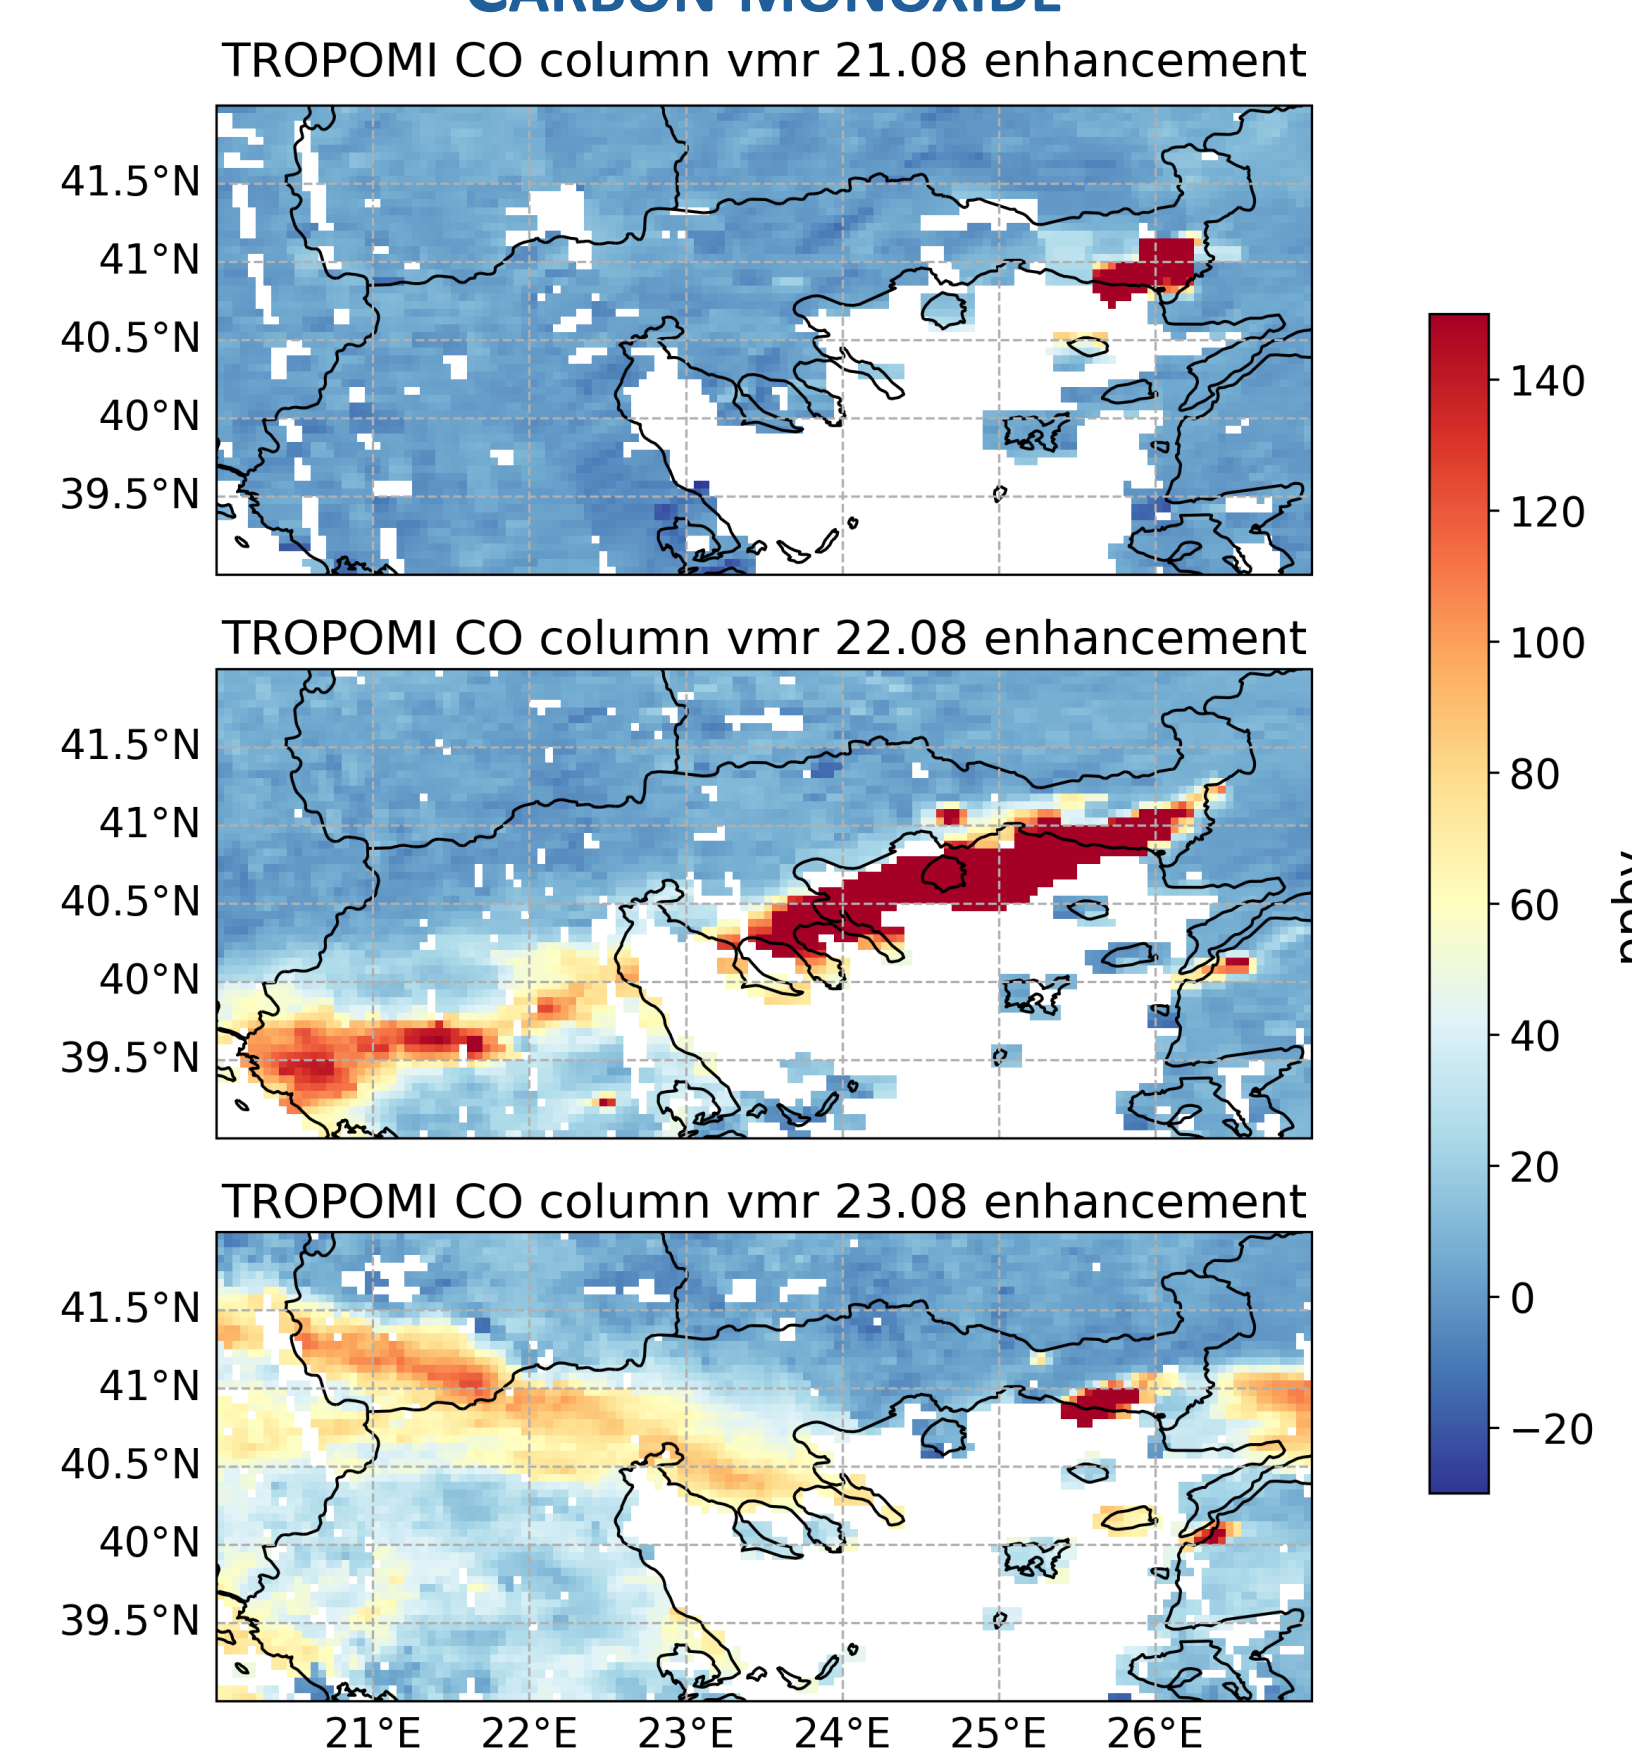 CARBON MONOXIDE
TROPOMI CO column vmr 21.08 enhancement
41.5°N
41°N
40.5°N
40°N
39.5°N
TROPOMI CO column vmr 22.08 enhancement
41.5°N
41°N
40.5°N
40°N
39.5°N
TROPOMI CO column vmr 23.08 enhancement
41.5°N
41°N
40.5°N
40°N
39.5°N
21°E 22°E 23°E 24°E 25°E 26°E
140
120
100
80
60
40
20
0
−20
ppbv